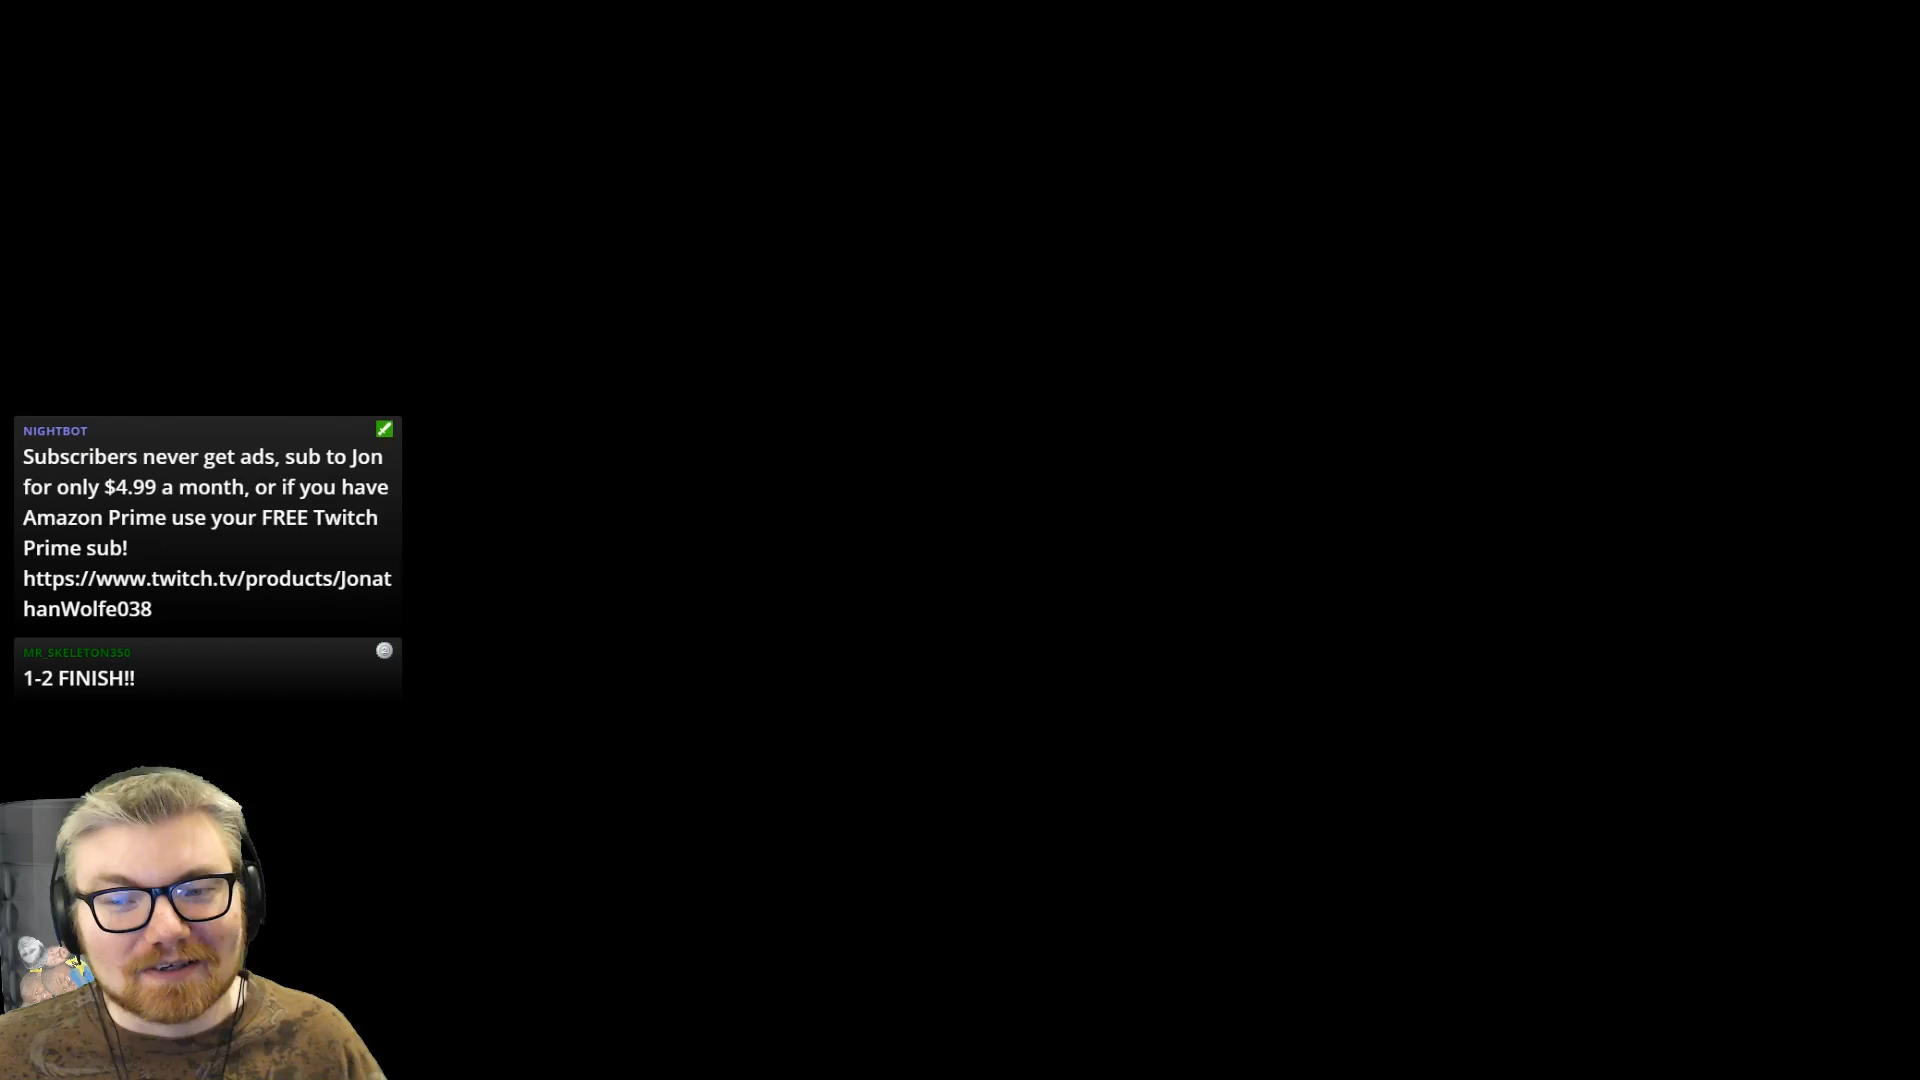 NIGHTBOT
Subscribers never get ads, sub to Jon
for only $4.99 a month, or if you have
Amazon Prime use your FREE Twitch
Prime sub!
https://www.twitch.tv/products/Jonat
hanWolfe038
MR_SKELETON350
1-2 FINISH!!